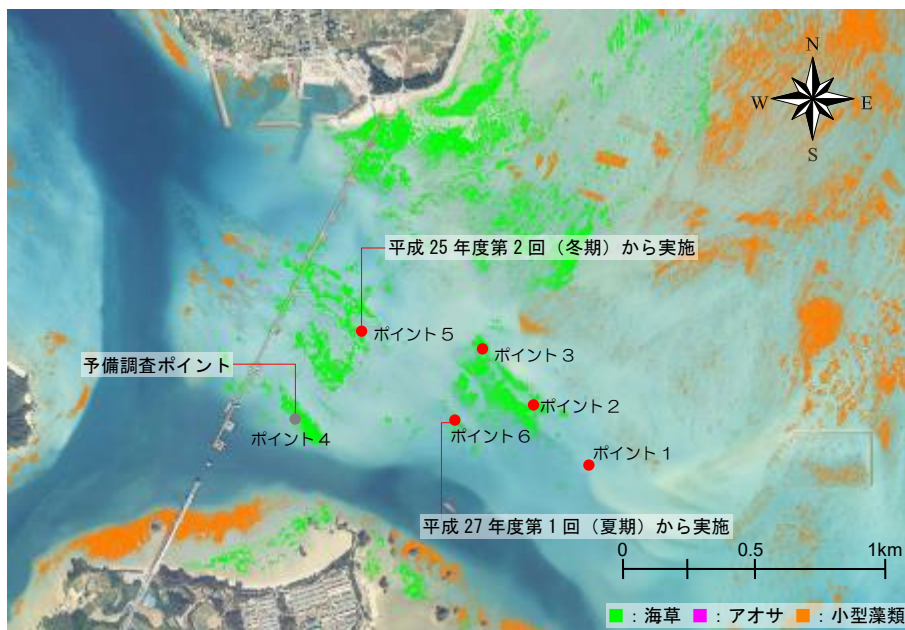 N
W E
S
平成 25 年度第 2 回（冬期）から実施
ポイント 5
ポイント 3
予備調査ポイント
ポイント 2
ポイント 4
ポイント 6
ポイント 1
平成 27 年度第 1 回（夏期）から実施
0 0.5 1km
：海草 ：アオサ ：小型藻類